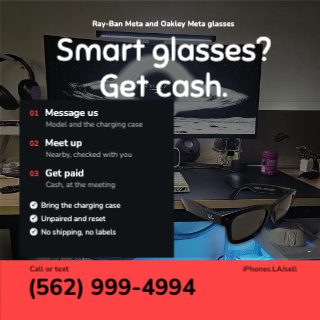 Ray-Ban Meta and Oakley Meta glasses
Smart glasses?
Get cash.
01 Message us
Model and the charging case
02 Meet up
Nearby, checked with you
03 Get paid
Cash, at the meeting
Bring the charging case
Unpaired and reset
No shipping, no labels
Call or text
iPhones.LA/sell
(562) 999-4994